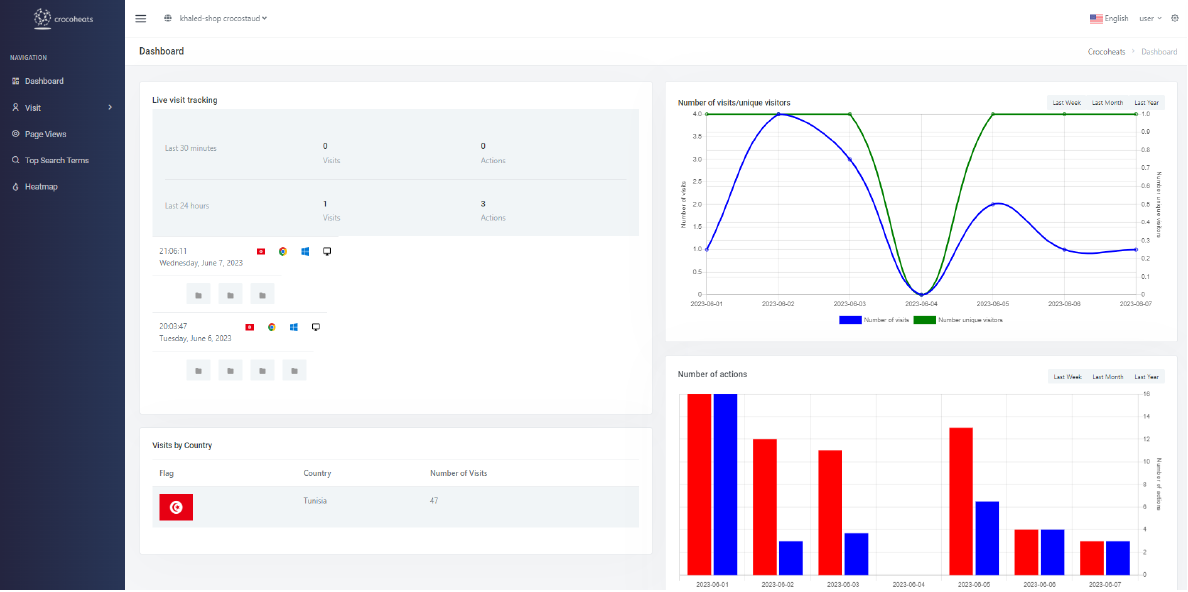 crocoheats
khaled-shop crocostaud
English user
NAVIGATION
Dashboard
Visit
Page Views
Top Search Terms
Heatmap
Dashboard
Crocoheats > Dashboard
Live visit tracking
Last 30 minutes 0 0
Visits Actions
Last 24 hours 1 3
Visits Actions
21:06:11
Wednesday, June 7, 2023
20:03:47
Tuesday, June 6, 2023
Visits by Country
Flag Country Number of Visits
Tunisia 47
Number of visits/unique visitors
Last Week Last Month Last Year
4.0
3.5
3.0
2.5
2.0
1.5
1.0
0.5
0
Number of visits
1.0
0.9
0.8
0.7
0.6
0.5
0.4
0.3
0.2
0.1
0
Number unique visitors
2023-06-01 2023-06-02 2023-06-03 2023-06-04 2023-06-05 2023-06-06 2023-06-07
Number of visits Number unique visitors
Number of actions
Last Week Last Month Last Year
16
14
12
10
8
6
4
2
0
Number of actions
2023-06-01 2023-06-02 2023-06-03 2023-06-04 2023-06-05 2023-06-06 2023-06-07